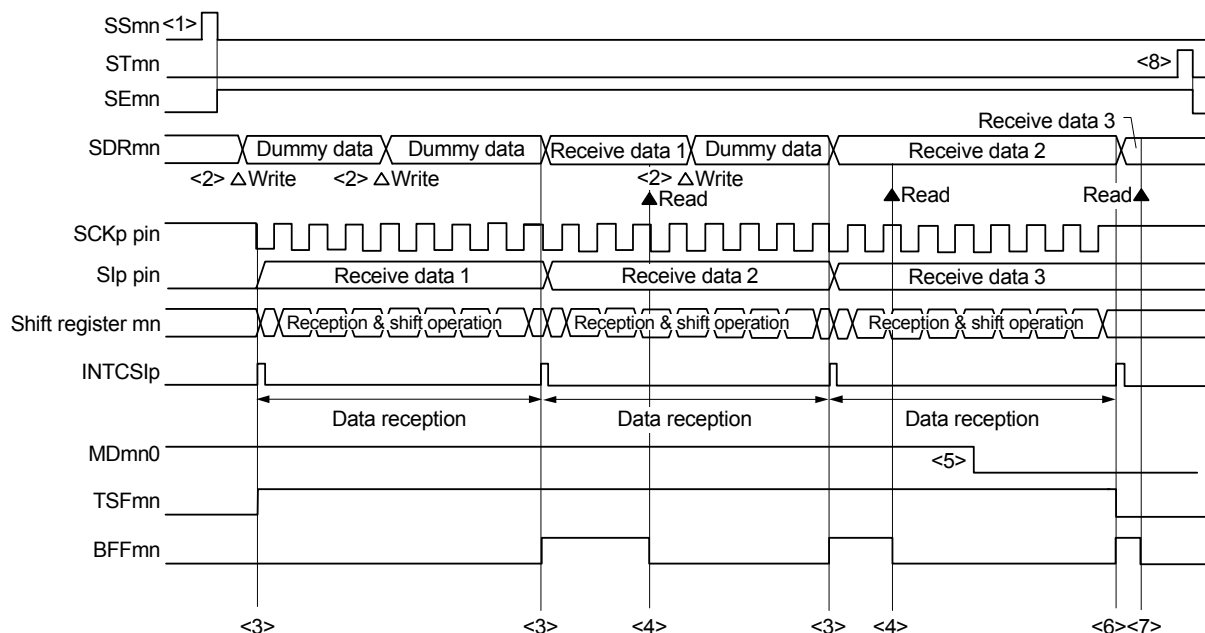 SSmn <1>
STmn <8>
SEmn
Receive data 3
SDRmn Dummy data Dummy data Receive data 1 Dummy data Receive data 2
<2> △Write <2> △Write <2> △Write
▲Read ▲Read Read▲
SCKp pin
SIp pin Receive data 1 Receive data 2 Receive data 3
Shift register mn Reception & shift operation Reception & shift operation Reception & shift operation
INTCSIp
Data reception Data reception Data reception
MDmn0 <5>
TSFmn
BFFmn
<3> <3> <4> <3> <4> <6> <7>